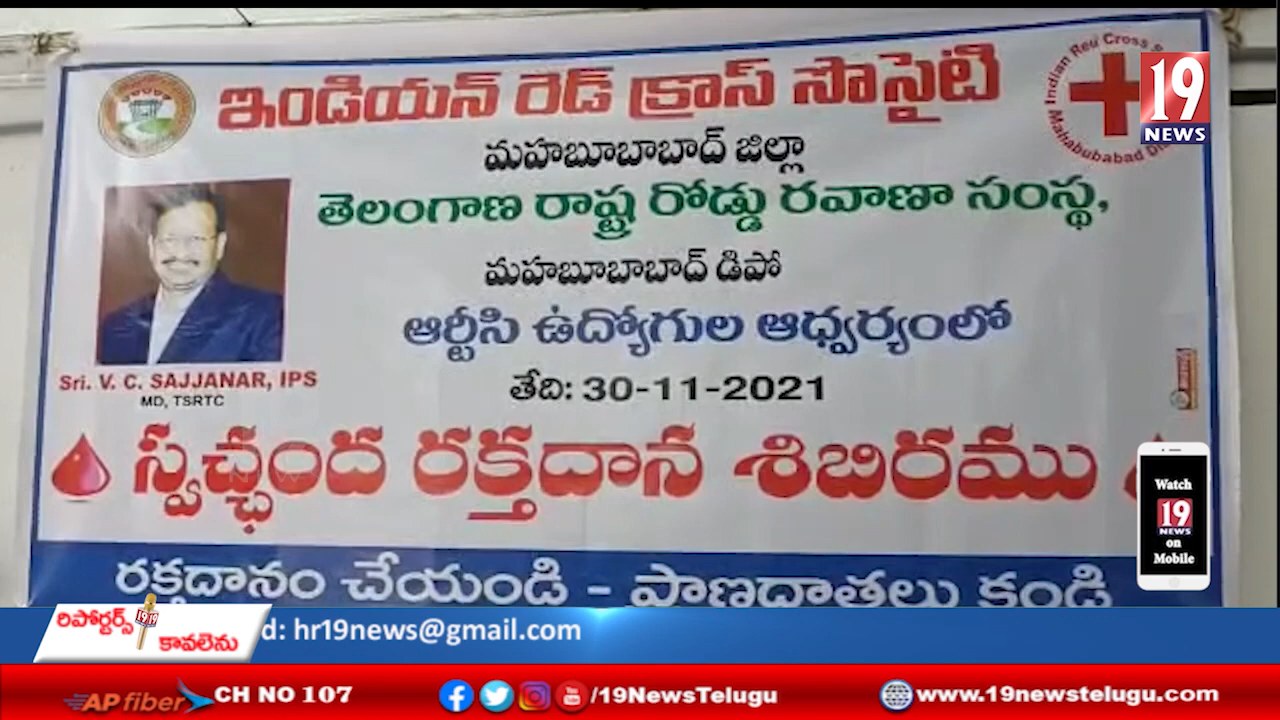 ఇండియన్ రెడ్ క్రాస్ సొసైటి
Indian Red Cross
Mahabubabad
19
NEWS
మహబూబాబాద్ జిల్లా
తెలంగాణ రాష్ట్ర రోడ్డు రవాణా సంస్థ,
మహబూబాబాద్ డిపో
ఆర్టీసి ఉద్యోగుల ఆధ్వర్యంలో
Sri. V. C. SAJJANAR, IPS
MD, TSRTC
తేది: 30-11-2021
స్వచ్ఛంద రక్తదాన శిబిరము
Watch
19
NEWS
on
Mobile
రక్తదానం చేయండి - ప్రాణదాతలు కండి
రిపోర్టర్స్
19 19
కావలెను
d: hr19news@gmail.com
AP fiber CH NO 107
/19NewsTelugu
www.19newstelugu.com